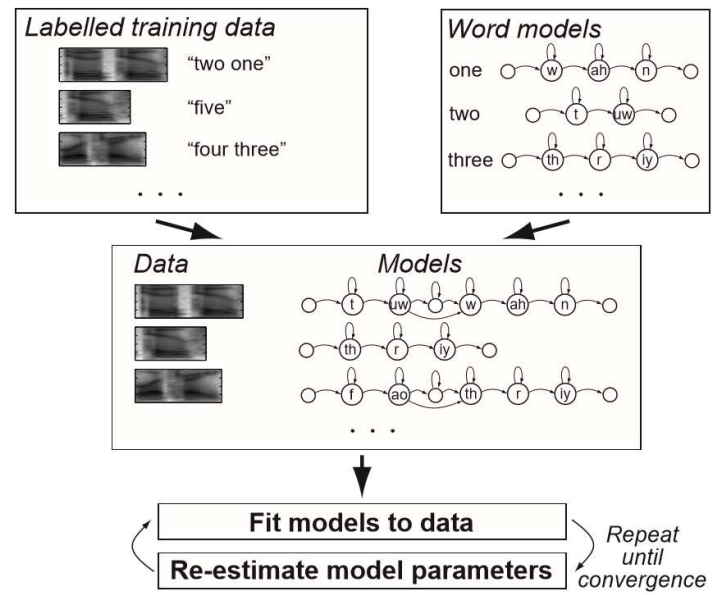 Labelled training data
"two one"
"five"
"four three"
. . .
Word models
one w ah n
two t uw
three th r iy
. . .
Data Models
t uw w ah n
th r iy
f ao th r iy
. . .
Fit models to data
Re-estimate model parameters
Repeat
until
convergence